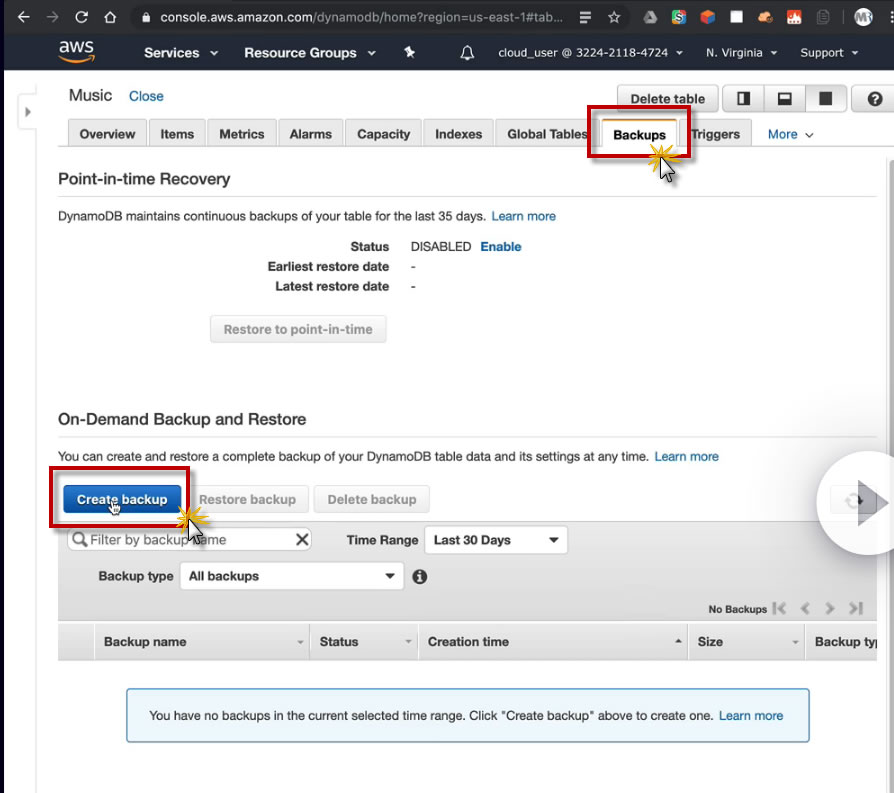 console.aws.amazon.com/dynamodb/home?region=us-east-1#tab...
aws Services Resource Groups cloud_user @ 3224-2118-4724 N. Virginia Support
Music Close Delete table
Overview Items Metrics Alarms Capacity Indexes Global Tables Backups Triggers More
Point-in-time Recovery
DynamoDB maintains continuous backups of your table for the last 35 days. Learn more
Status DISABLED Enable
Earliest restore date -
Latest restore date -
Restore to point-in-time
On-Demand Backup and Restore
You can create and restore a complete backup of your DynamoDB table data and its settings at any time. Learn more
Create backup Restore backup Delete backup
Filter by backup name Time Range Last 30 Days
Backup type All backups
No Backups
Backup name Status Creation time Size Backup typ
You have no backups in the current selected time range. Click "Create backup" above to create one. Learn more